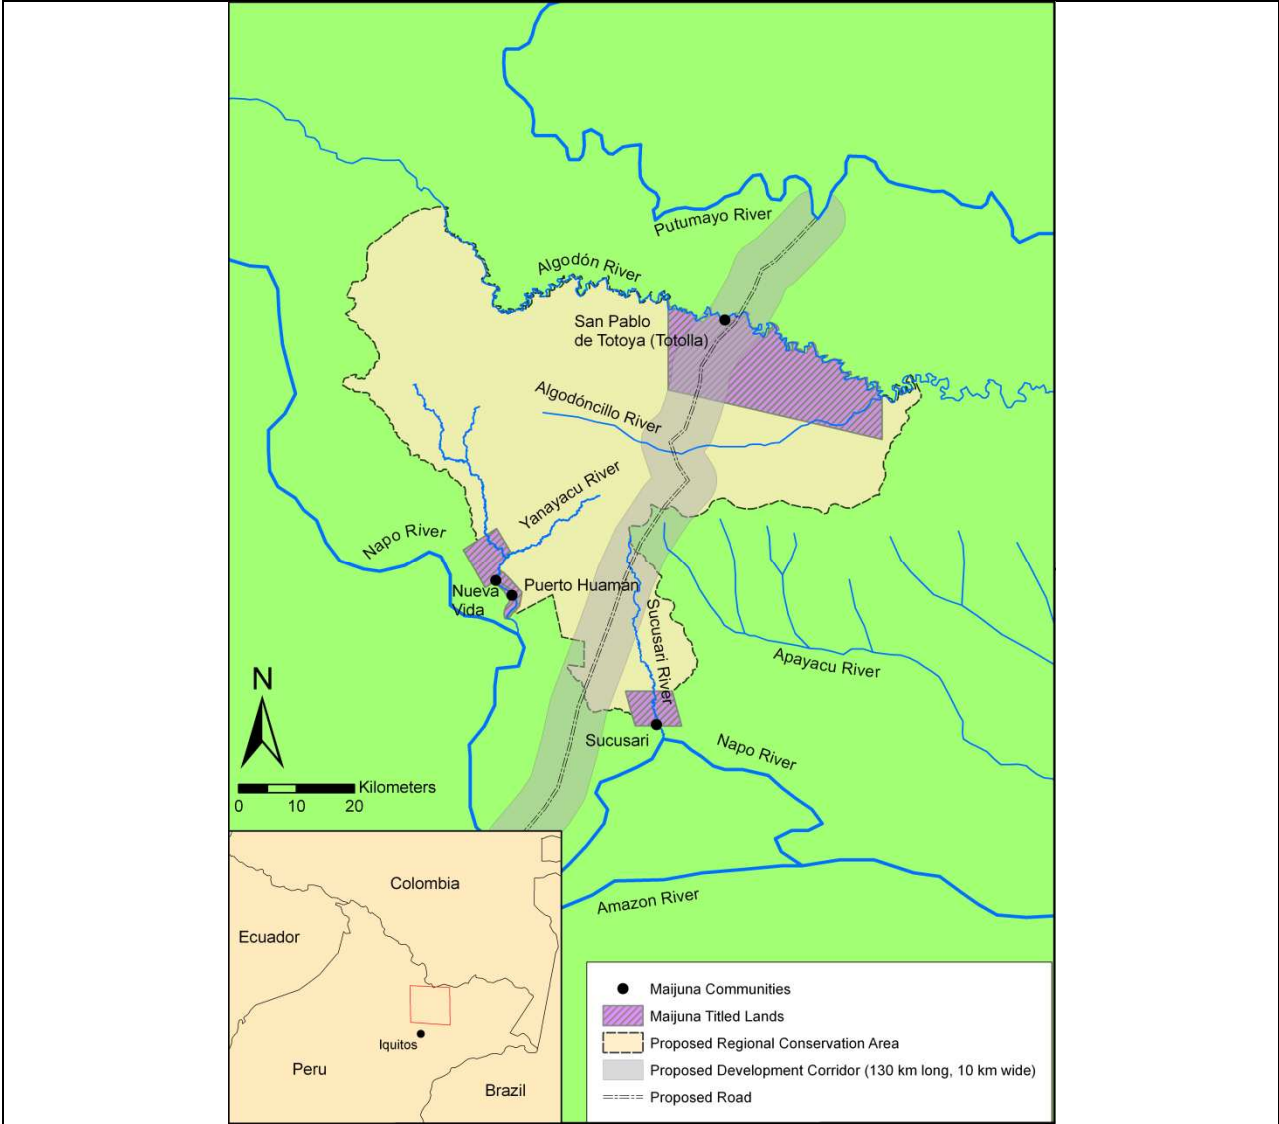 Putumayo River
Algodón River
San Pablo
de Totoya (Totolla)
Algodóncillo River
Yanayacu River
Napo River
Nueva
Vida
Puerto Huamán
Sucusari River
Apayacu River
Sucusari
Napo River
N
Kilometers
0 10 20
Amazon River
Colombia
Ecuador
Iquitos
Peru
Brazil
Maijuna Communities
Maijuna Titled Lands
Proposed Regional Conservation Area
Proposed Development Corridor (130 km long, 10 km wide)
Proposed Road